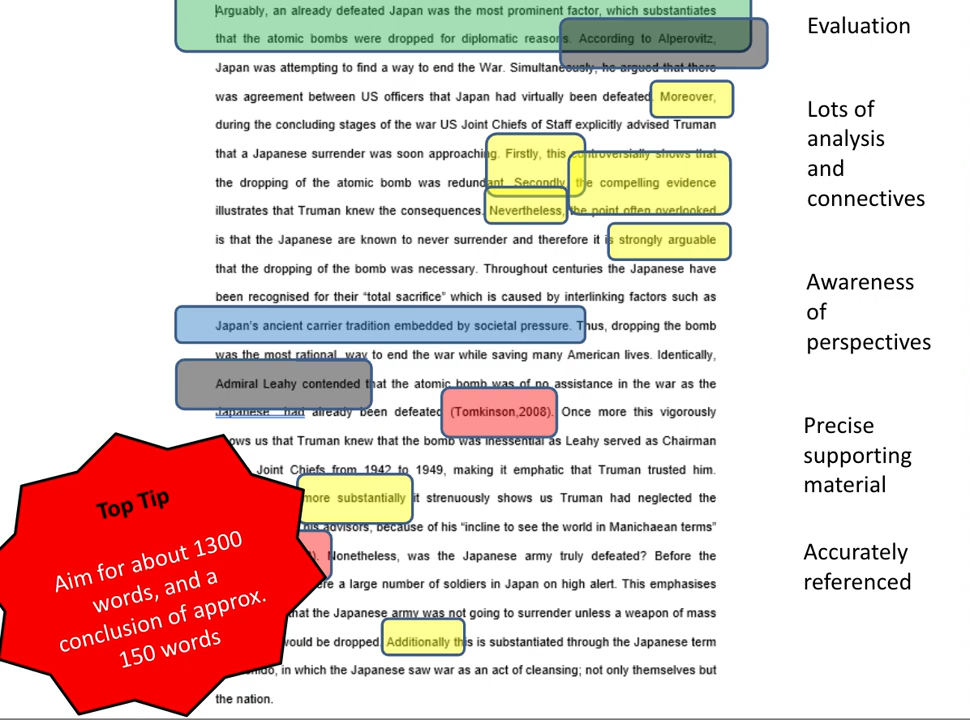 Arguably, an already defeated Japan was the most prominent factor, which substantiates
that the atomic bombs were dropped for diplomatic reasons. According to Alperovitz,
Japan was attempting to find a way to end the War. Simultaneously, he argued that there
was agreement between US officers that Japan had virtually been defeated. Moreover,
during the concluding stages of the war US Joint Chiefs of Staff explicitly advised Truman
that a Japanese surrender was soon approaching. Firstly, this controversially shows that
the dropping of the atomic bomb was redundant. Secondly, the compelling evidence
illustrates that Truman knew the consequences. Nevertheless, the point often overlooked
is that the Japanese are known to never surrender and therefore it is strongly arguable
that the dropping of the bomb was necessary. Throughout centuries the Japanese have
been recognised for their “total sacrifice” which is caused by interlinking factors such as
Japan’s ancient carrier tradition embedded by societal pressure. Thus, dropping the bomb
was the most rational way to end the war while saving many American lives. Identically,
Admiral Leahy contended that the atomic bomb was of no assistance in the war as the
Japanese had already been defeated (Tomkinson,2008). Once more this vigorously
shows us that Truman knew that the bomb was inessential as Leahy served as Chairman
Joint Chiefs from 1942 to 1949, making it emphatic that Truman trusted him.
more substantially it strenuously shows us Truman had neglected the
his advisors, because of his “incline to see the world in Manichaean terms”
Nonetheless, was the Japanese army truly defeated? Before the
a large number of soldiers in Japan on high alert. This emphasises
that the Japanese army was not going to surrender unless a weapon of mass
would be dropped. Additionally this is substantiated through the Japanese term
in which the Japanese saw war as an act of cleansing; not only themselves but
the nation.
Evaluation
Lots of
analysis
and
connectives
Awareness
of
perspectives
Precise
supporting
material
Accurately
referenced
Top Tip
Aim for about 1300
words, and a
conclusion of approx.
150 words